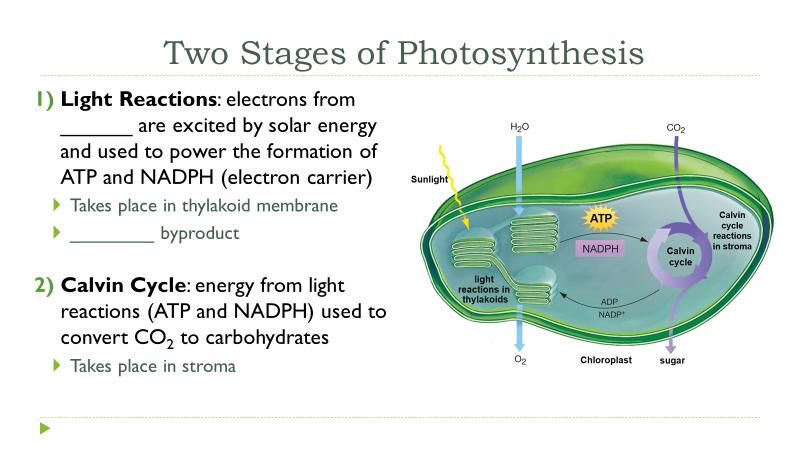 Two Stages of Photosynthesis
1) Light Reactions: electrons from
______ are excited by solar energy
and used to power the formation of
ATP and NADPH (electron carrier)
Takes place in thylakoid membrane
________ byproduct
2) Calvin Cycle: energy from light
reactions (ATP and NADPH) used to
convert CO₂ to carbohydrates
Takes place in stroma
H₂O
CO₂
Sunlight
ATP
NADPH
Calvin
cycle
Calvin
cycle
reactions
in stroma
light
reactions in
thylakoids
ADP
NADP⁺
O₂
Chloroplast
sugar